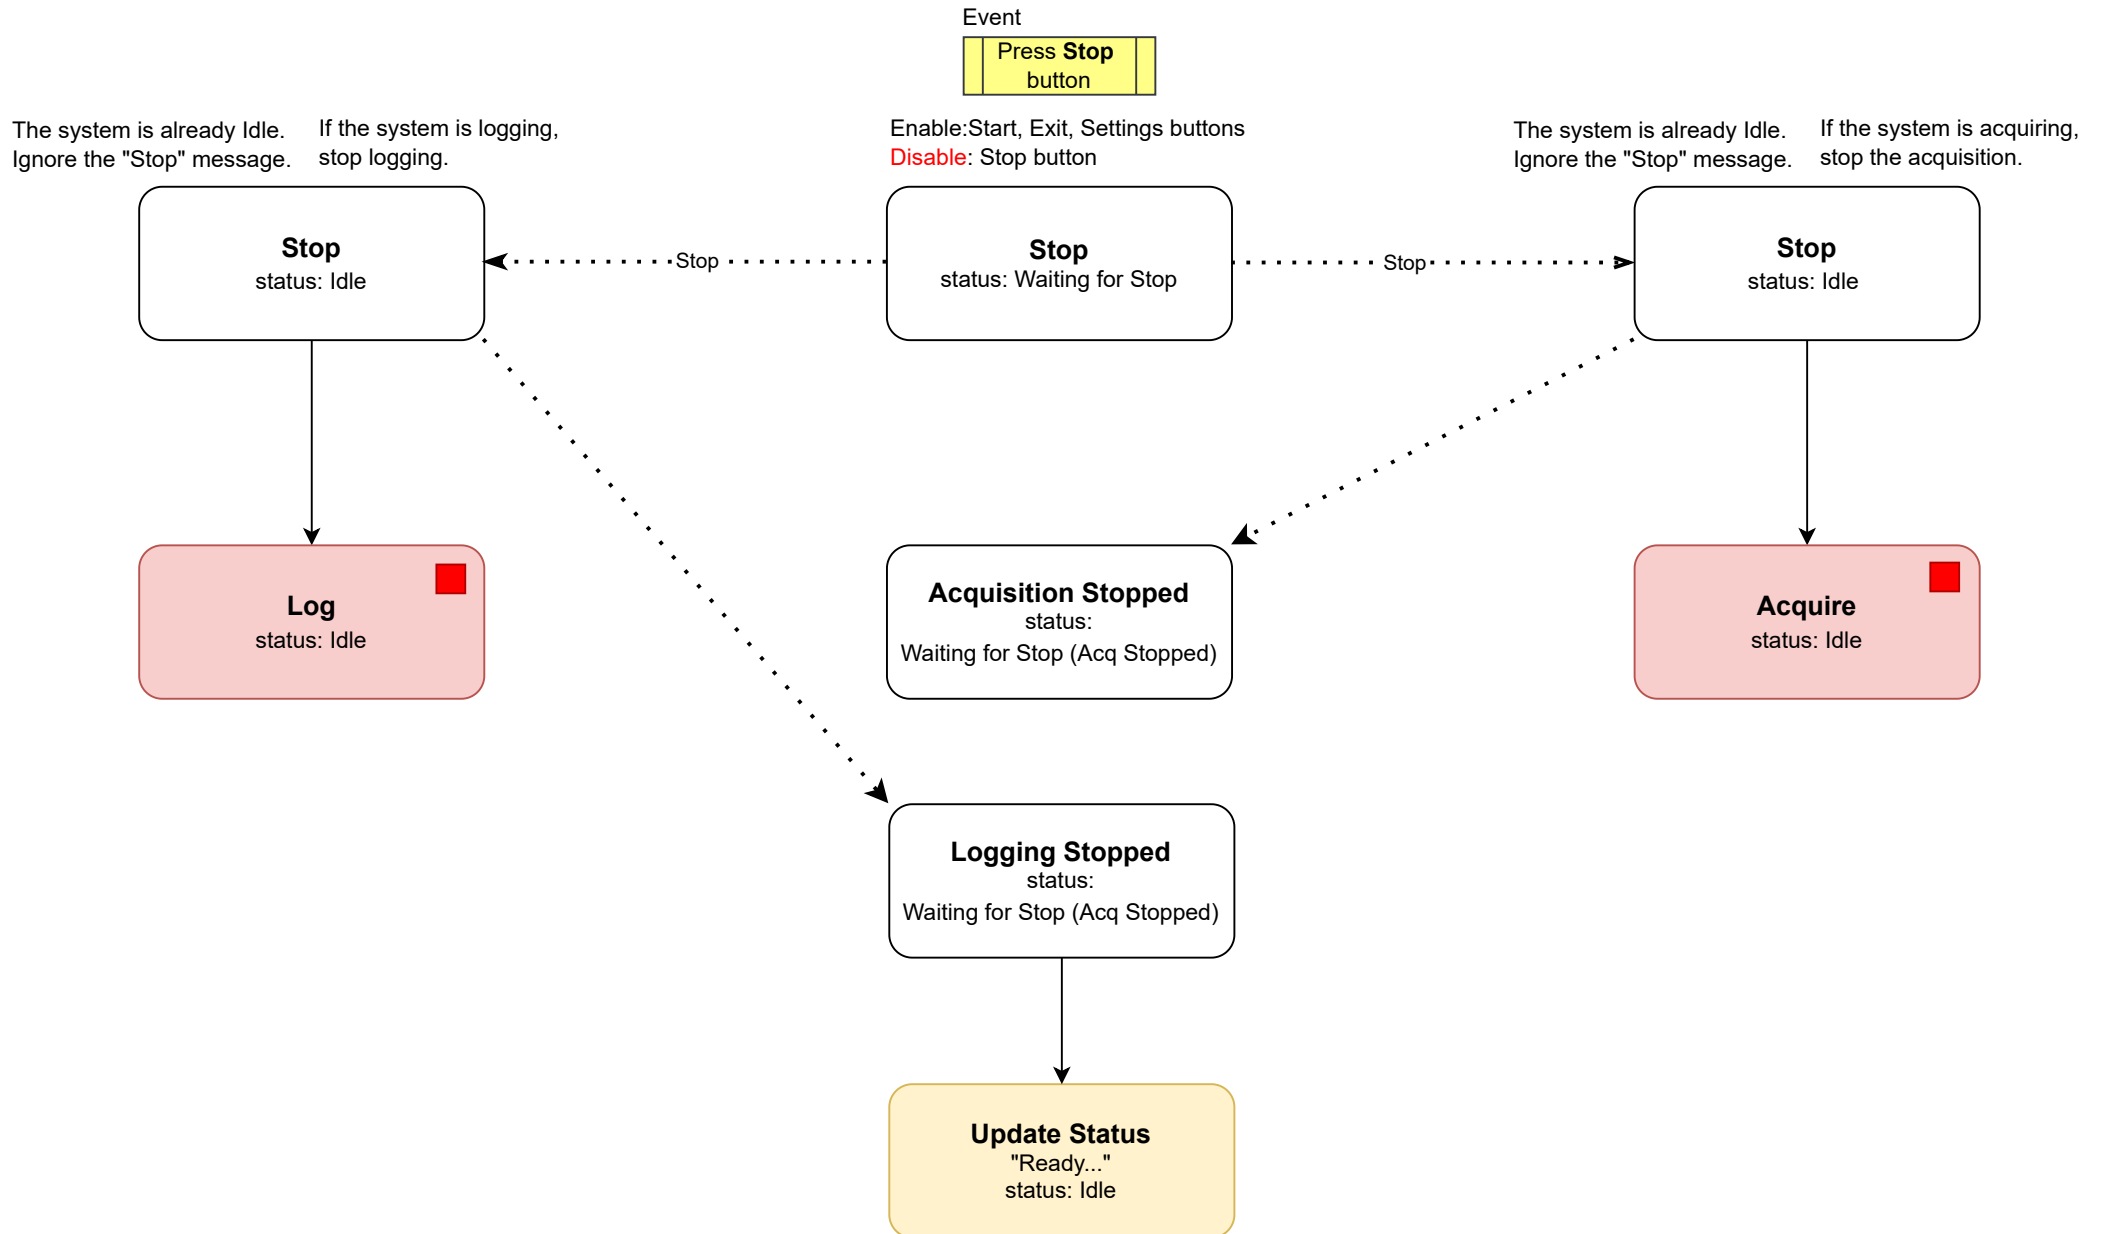 Event
Press Stop
button
The system is already Idle.
Ignore the "Stop" message.
If the system is logging,
stop logging.
Enable:Start, Exit, Settings buttons
Disable: Stop button
The system is already Idle.
Ignore the "Stop" message.
If the system is acquiring,
stop the acquisition.
Stop
status: Idle
Stop
Stop
status: Waiting for Stop
Stop
Stop
status: Idle
Log
status: Idle
Acquisition Stopped
status:
Waiting for Stop (Acq Stopped)
Acquire
status: Idle
Logging Stopped
status:
Waiting for Stop (Acq Stopped)
Update Status
"Ready..."
status: Idle